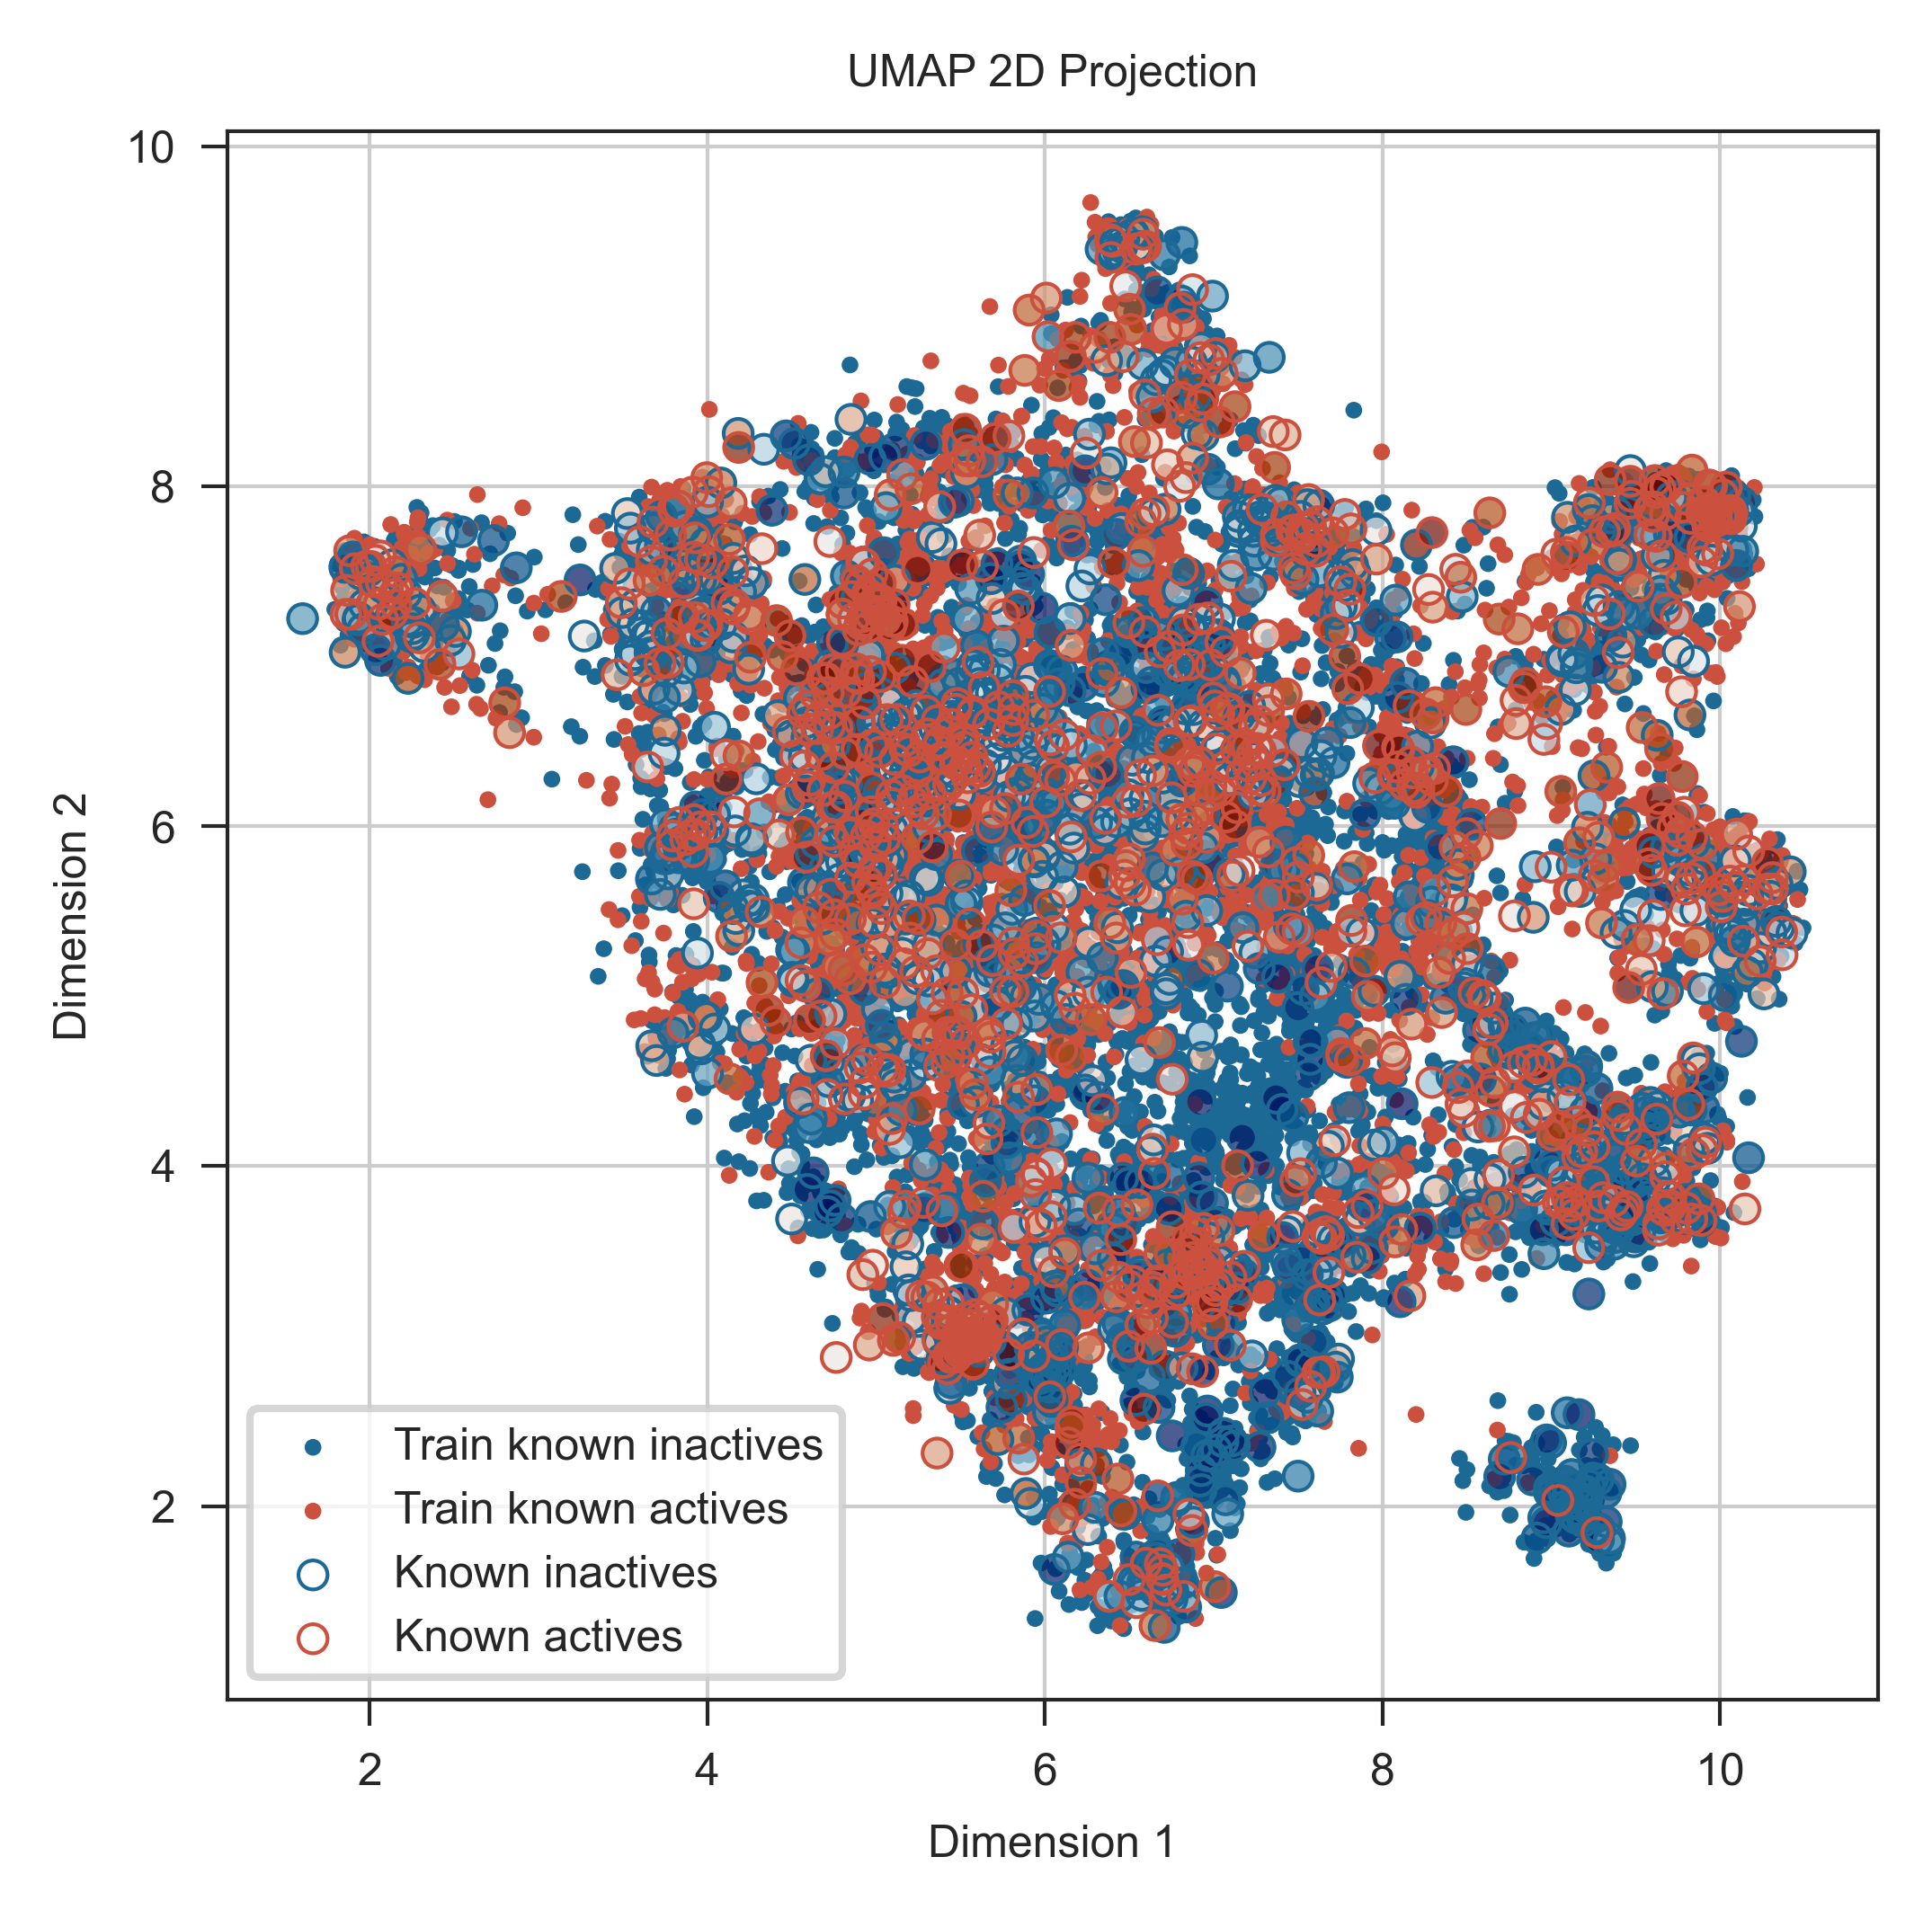 UMAP 2D Projection
10
8
6
4
2
Dimension 2
Train known inactives
Train known actives
Known inactives
Known actives
2
4
6
8
10
Dimension 1